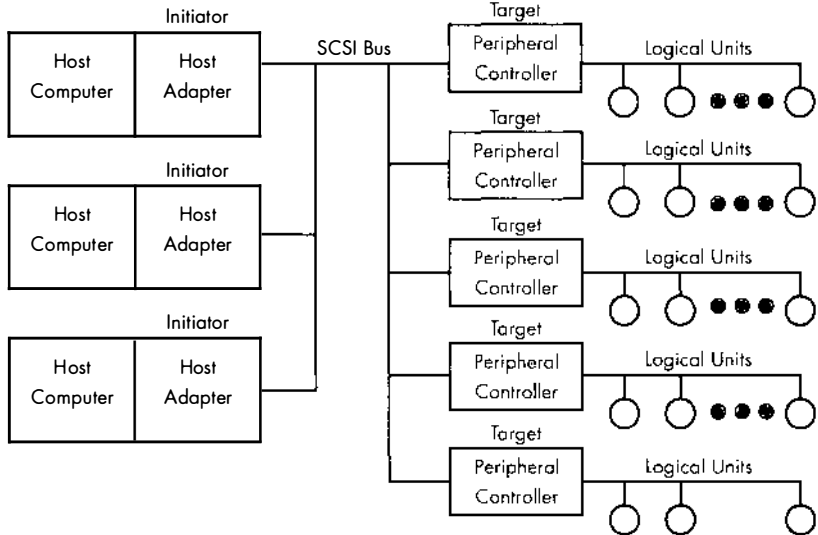 Initiator
Host Computer
Host Adapter
Initiator
Host Computer
Host Adapter
Initiator
Host Computer
Host Adapter
SCSI Bus
Target
Peripheral
Controller
Logical Units
Target
Peripheral
Controller
Logical Units
Target
Peripheral
Controller
Logical Units
Target
Peripheral
Controller
Logical Units
Target
Peripheral
Controller
Logical Units